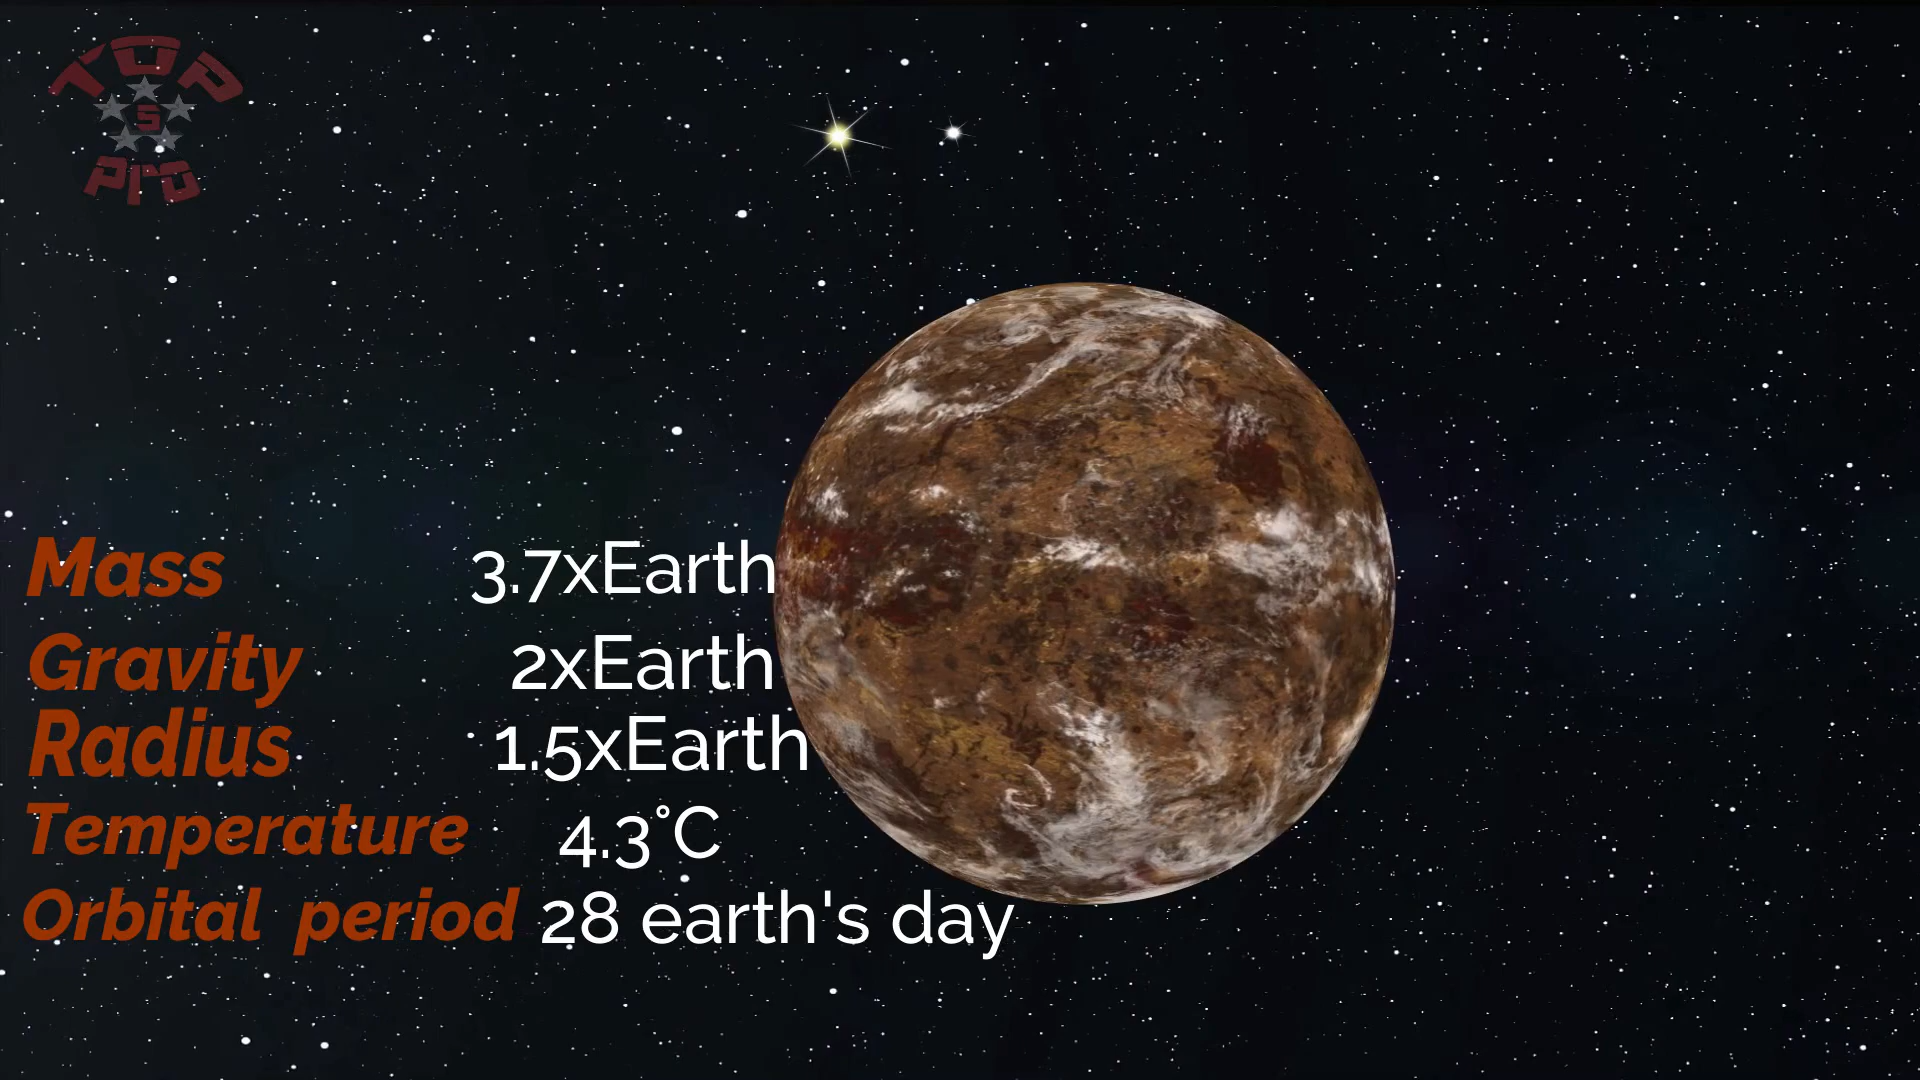 TOP
5
Pro
Mass 3.7xEarth
Gravity 2xEarth
Radius 1.5xEarth
Temperature 4.3°C
Orbital period 28 earth's day